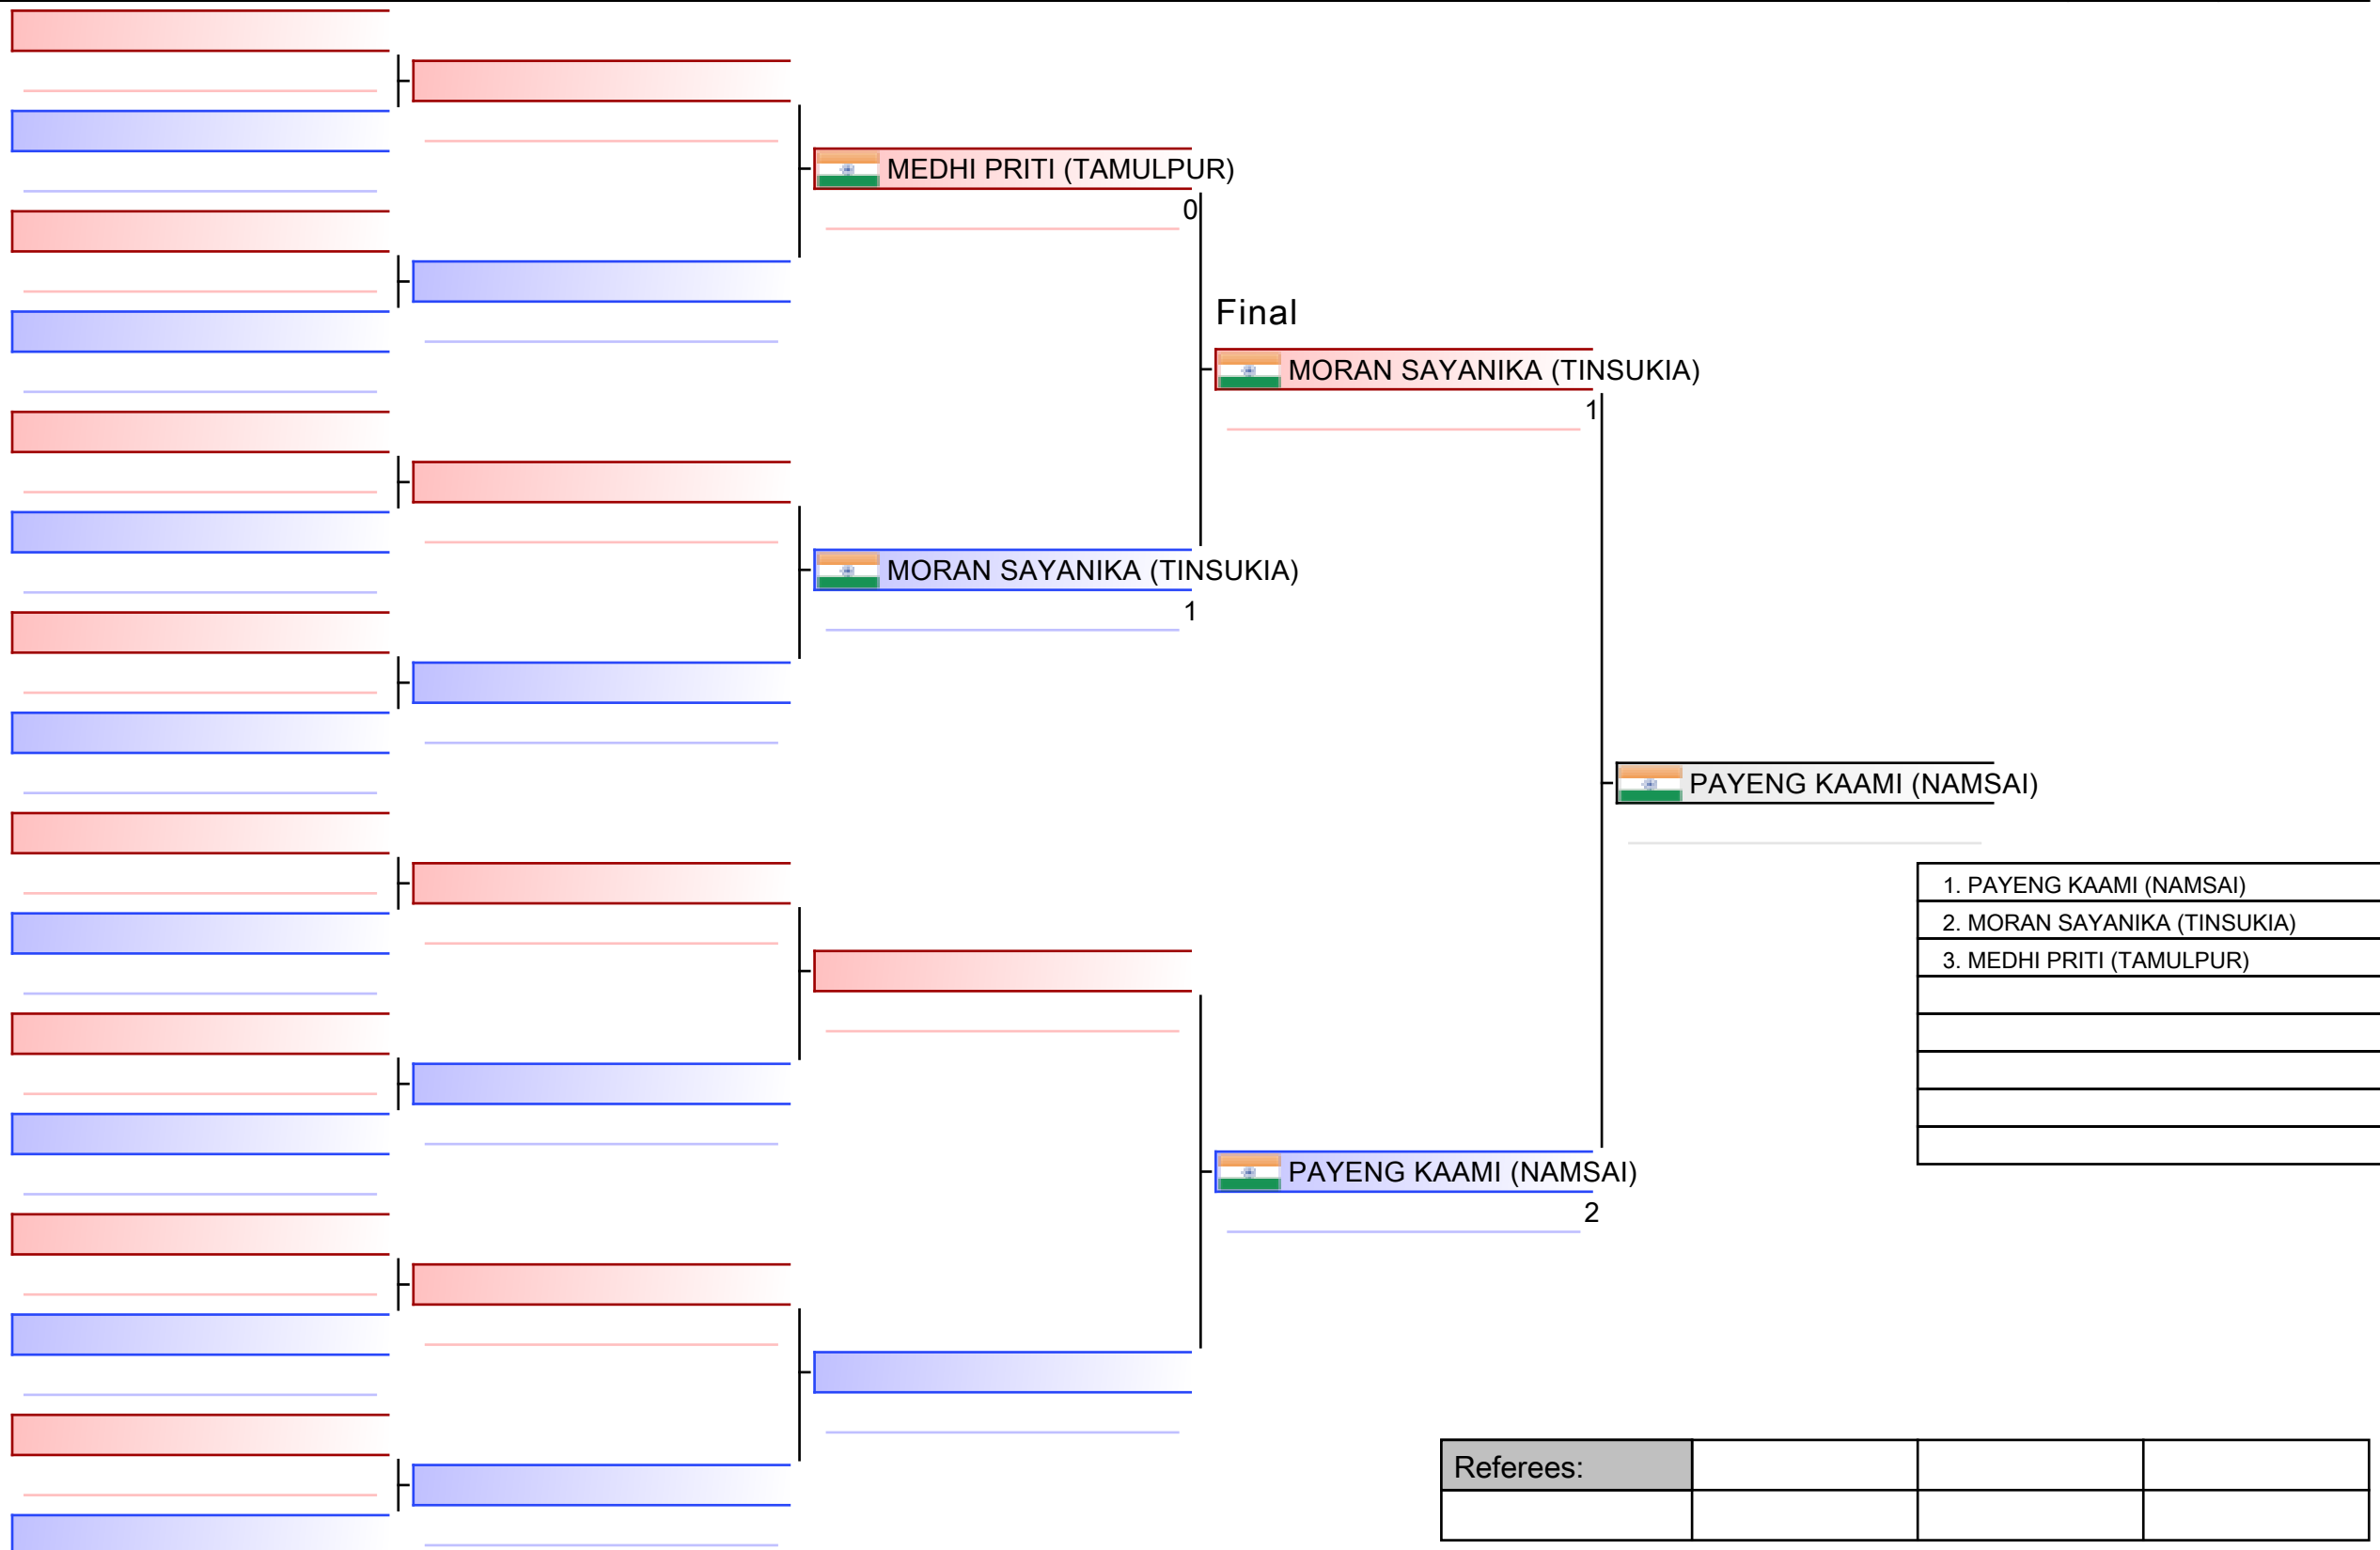 MEDHI PRITI (TAMULPUR)
0
Final
MORAN SAYANIKA (TINSUKIA)
1
MORAN SAYANIKA (TINSUKIA)
1
PAYENG KAAMI (NAMSAI)
1. PAYENG KAAMI (NAMSAI)
2. MORAN SAYANIKA (TINSUKIA)
3. MEDHI PRITI (TAMULPUR)
PAYENG KAAMI (NAMSAI)
2
Referees: